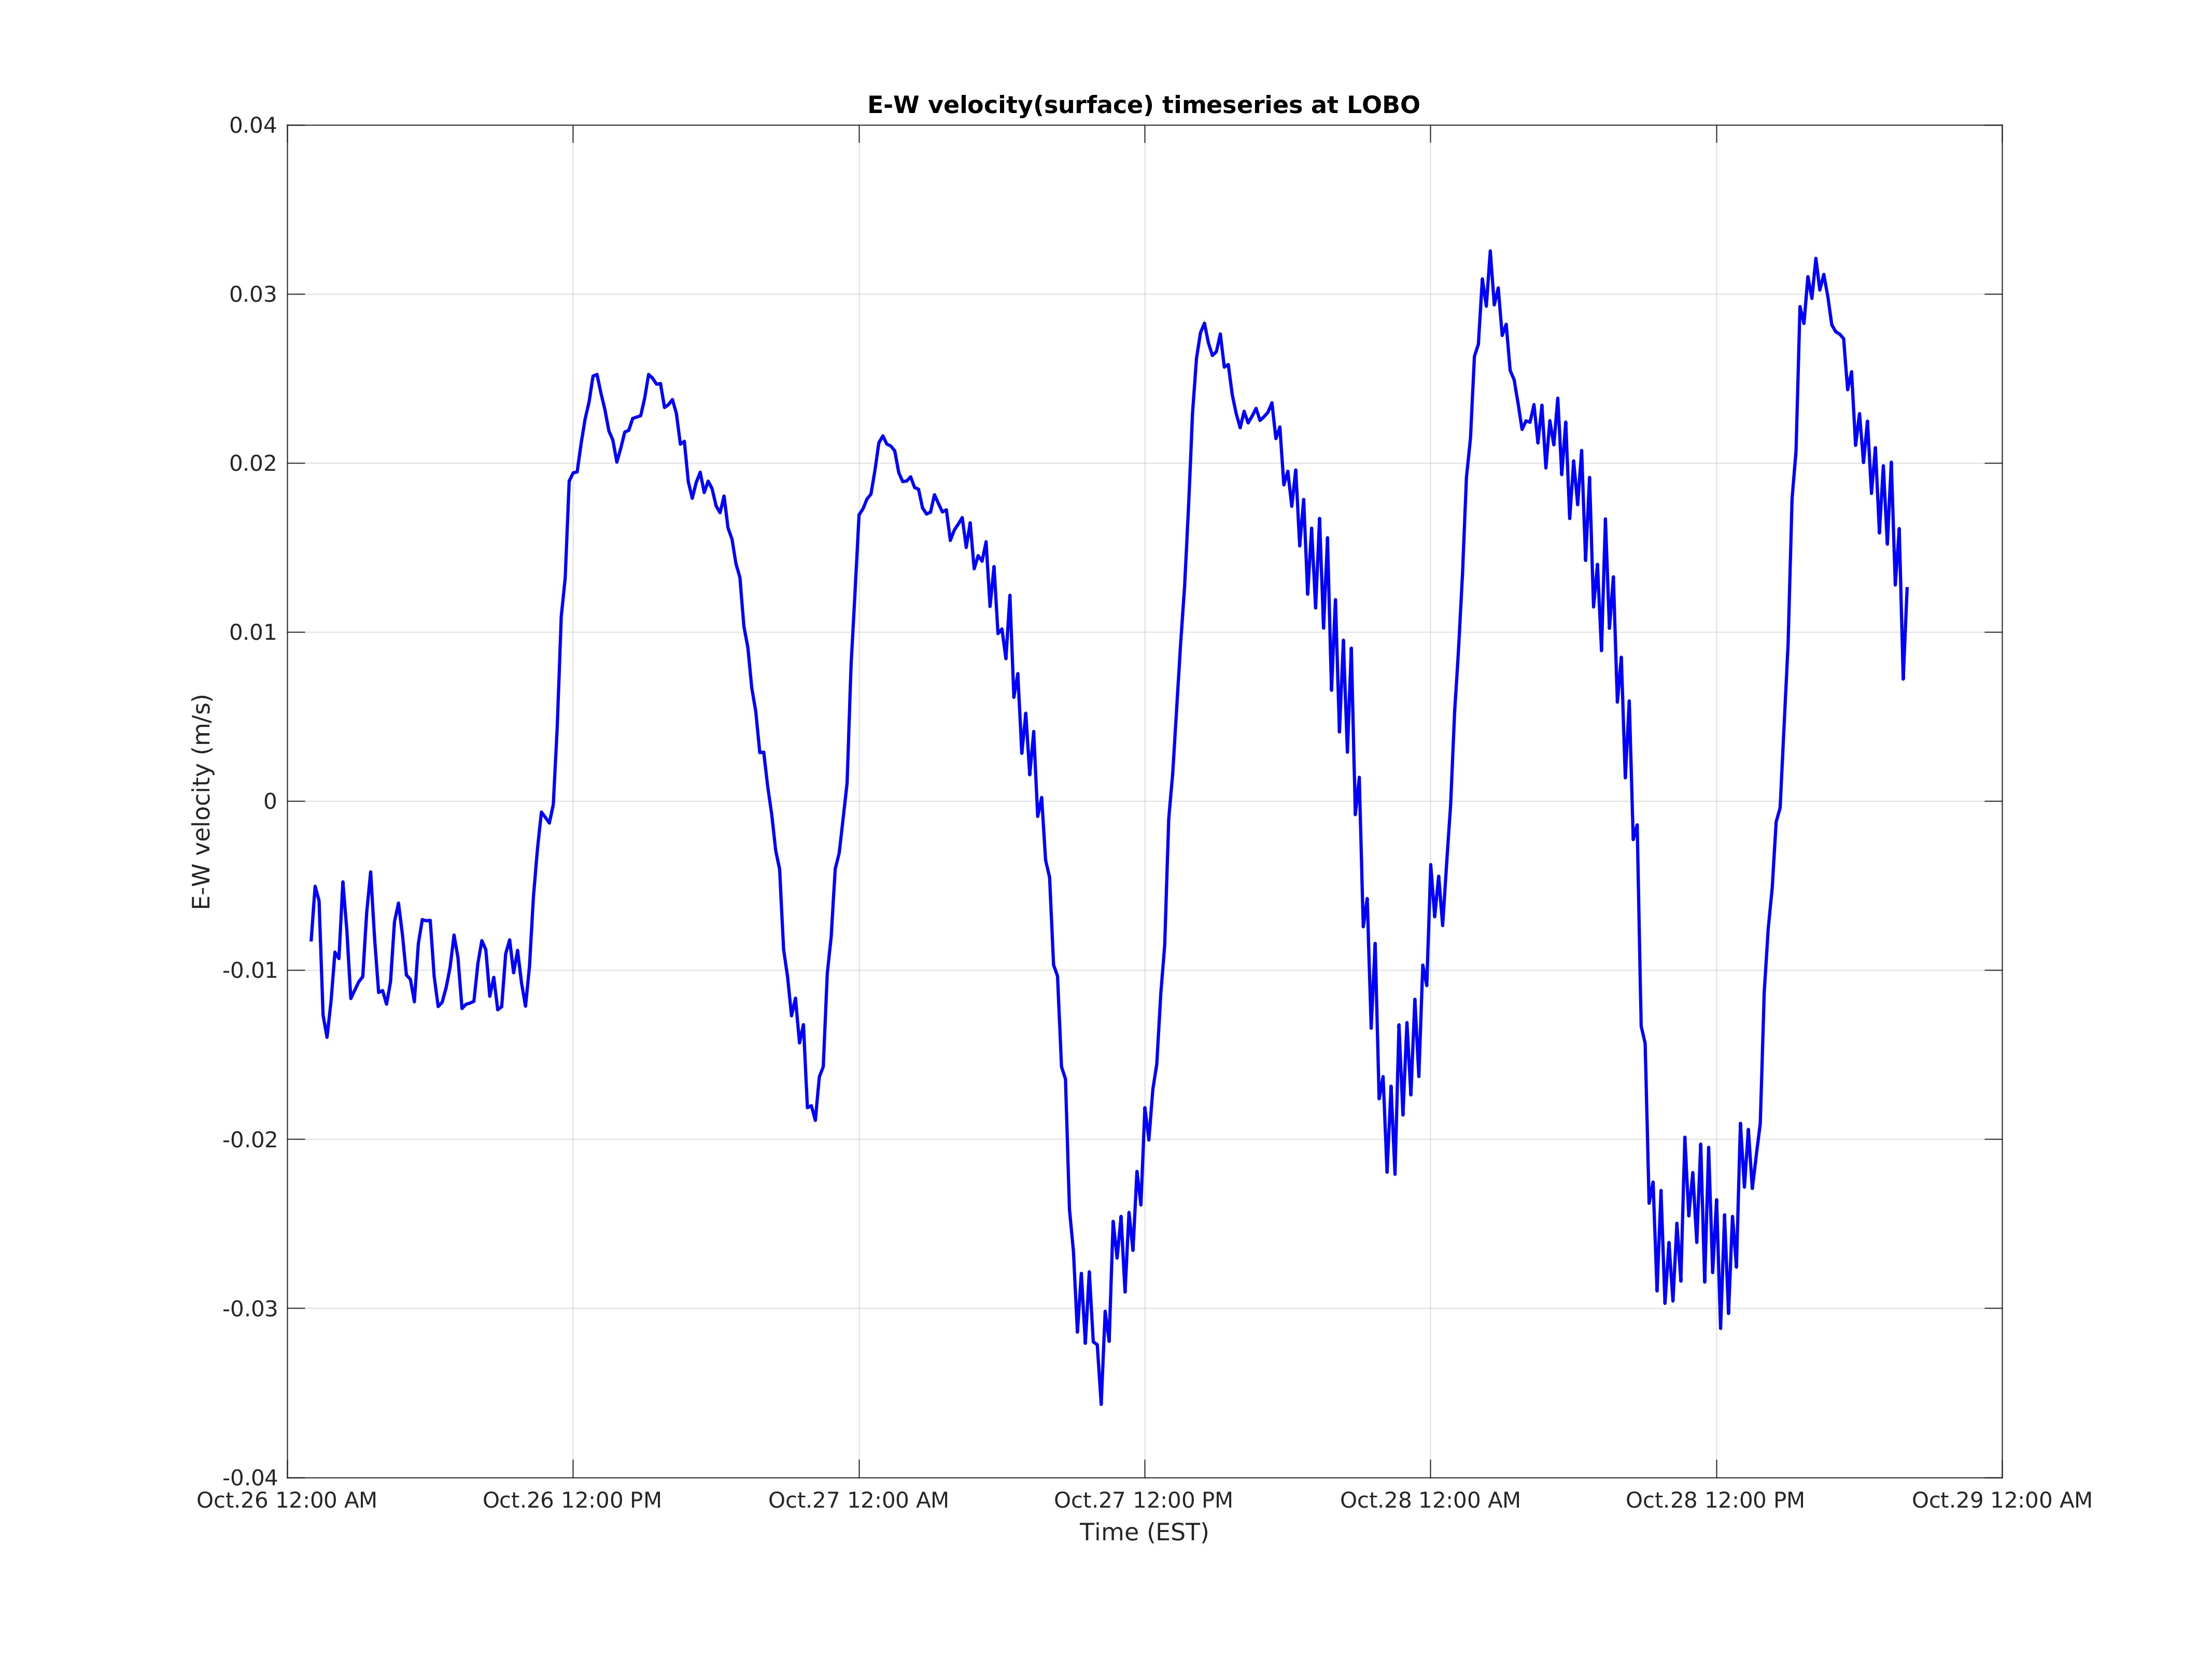 E-W velocity(surface) timeseries at LOBO
0.04
0.03
0.02
0.01
0
-0.01
-0.02
-0.03
-0.04
E-W velocity (m/s)
Oct.26 12:00 AM
Oct.26 12:00 PM
Oct.27 12:00 AM
Oct.27 12:00 PM
Oct.28 12:00 AM
Oct.28 12:00 PM
Oct.29 12:00 AM
Time (EST)